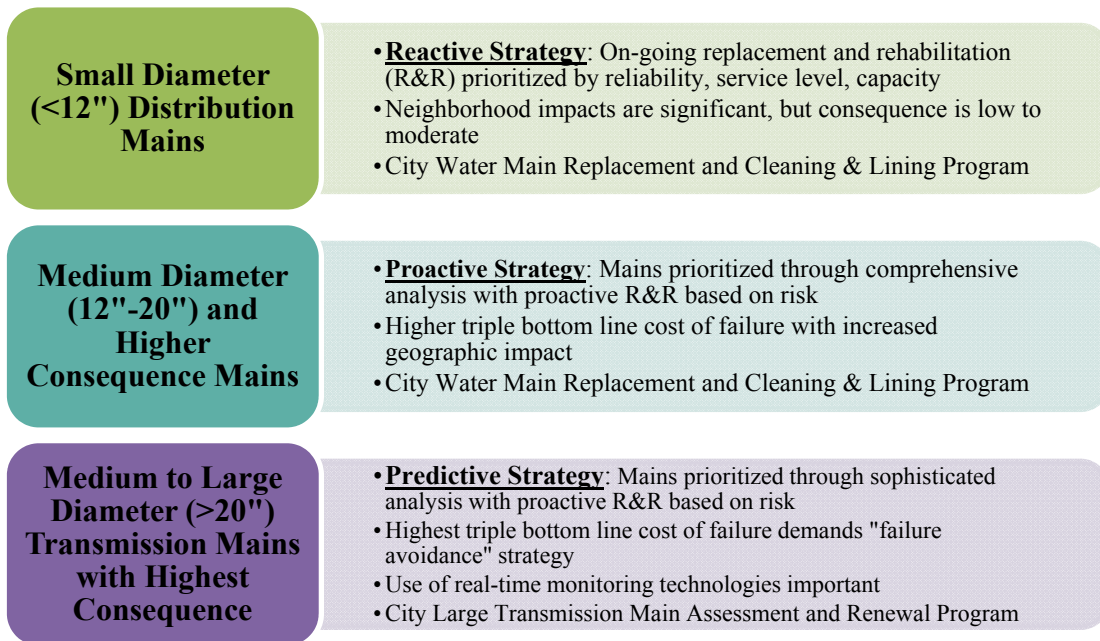 Small Diameter
(<12") Distribution
Mains
•Reactive Strategy: On-going replacement and rehabilitation
(R&R) prioritized by reliability, service level, capacity
•Neighborhood impacts are significant, but consequence is low to
moderate
•City Water Main Replacement and Cleaning & Lining Program
Medium Diameter
(12"-20") and
Higher
Consequence Mains
•Proactive Strategy: Mains prioritized through comprehensive
analysis with proactive R&R based on risk
•Higher triple bottom line cost of failure with increased
geographic impact
•City Water Main Replacement and Cleaning & Lining Program
Medium to Large
Diameter (>20")
Transmission Mains
with Highest
Consequence
•Predictive Strategy: Mains prioritized through sophisticated
analysis with proactive R&R based on risk
•Highest triple bottom line cost of failure demands "failure
avoidance" strategy
•Use of real-time monitoring technologies important
•City Large Transmission Main Assessment and Renewal Program